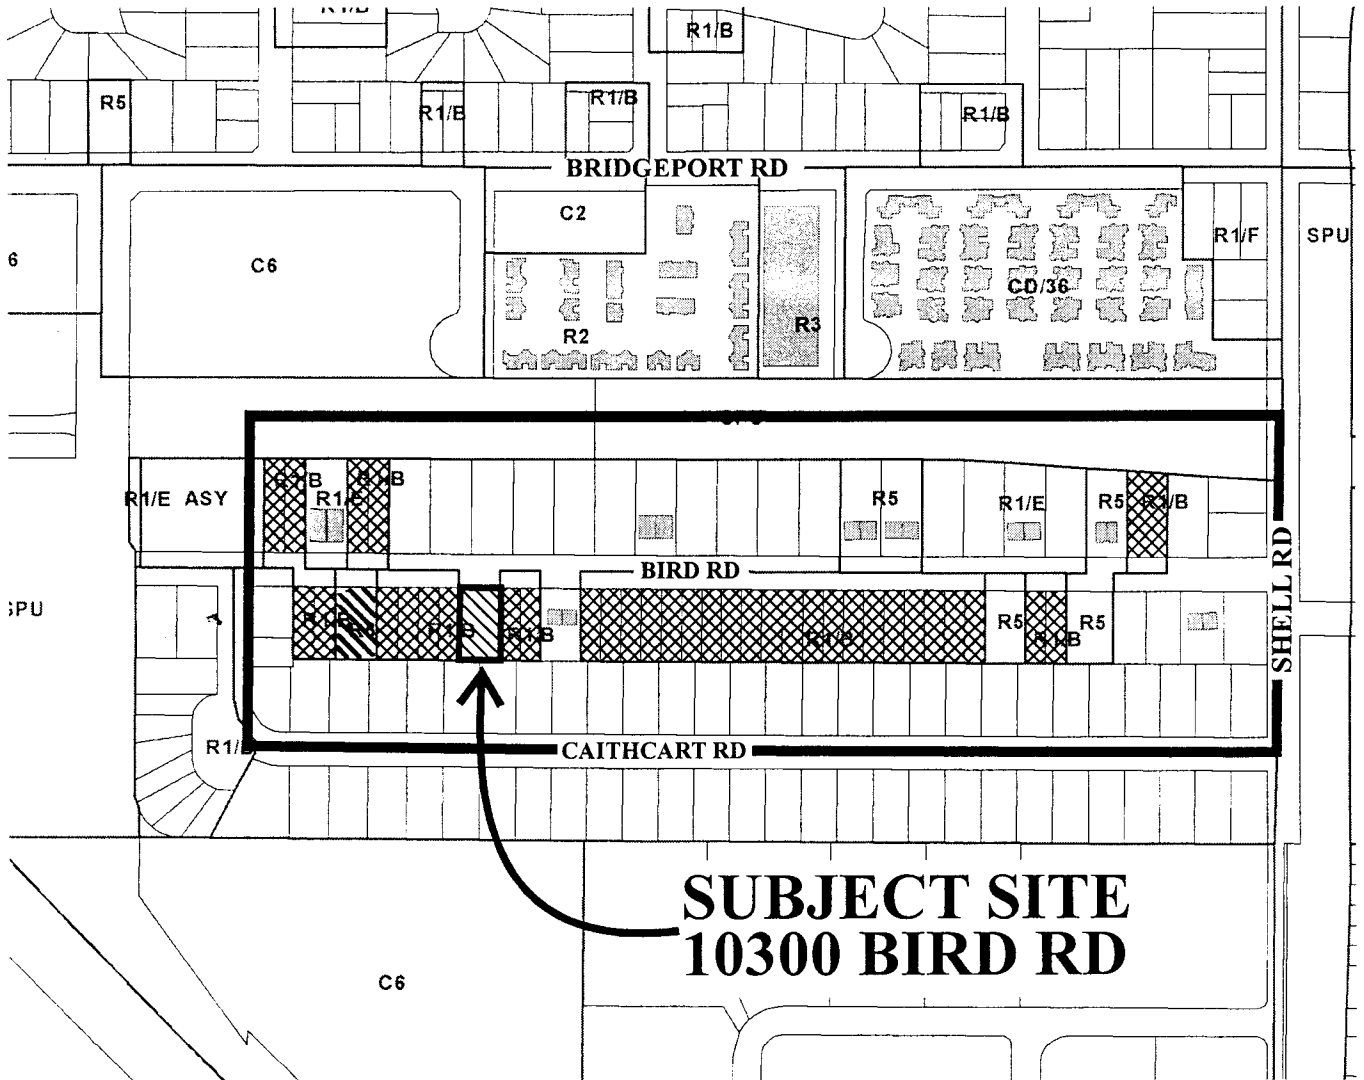 R1/B
R1/B
R5
R1/B
R1/B
R1/B
BRIDGEPORT RD
C2
C6
R2
R3
CD/36
R1/F
SPU
6
R1/E ASY
R1/E
R5
R1/E
R5
R1/B
BIRD RD
SPU
R1/B
R1/B
R5
R5
SHELL RD
CAITHCART RD
SUBJECT SITE
10300 BIRD RD
C6